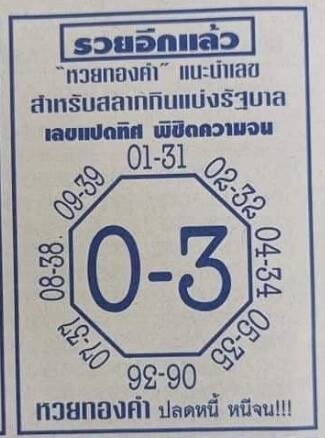 รวยอีกแล้ว
"หวยทองคำ" แนะนำเลข
สำหรับสลากกินแบ่งรัฐบาล
เลขแปดทิศ พิชิตความจน
01-31
02-32
04-34
05-35
06-36
07-37
08-38.
09-39
0-3
หวยทองคำ ปลดหนี้ หนีจน!!!